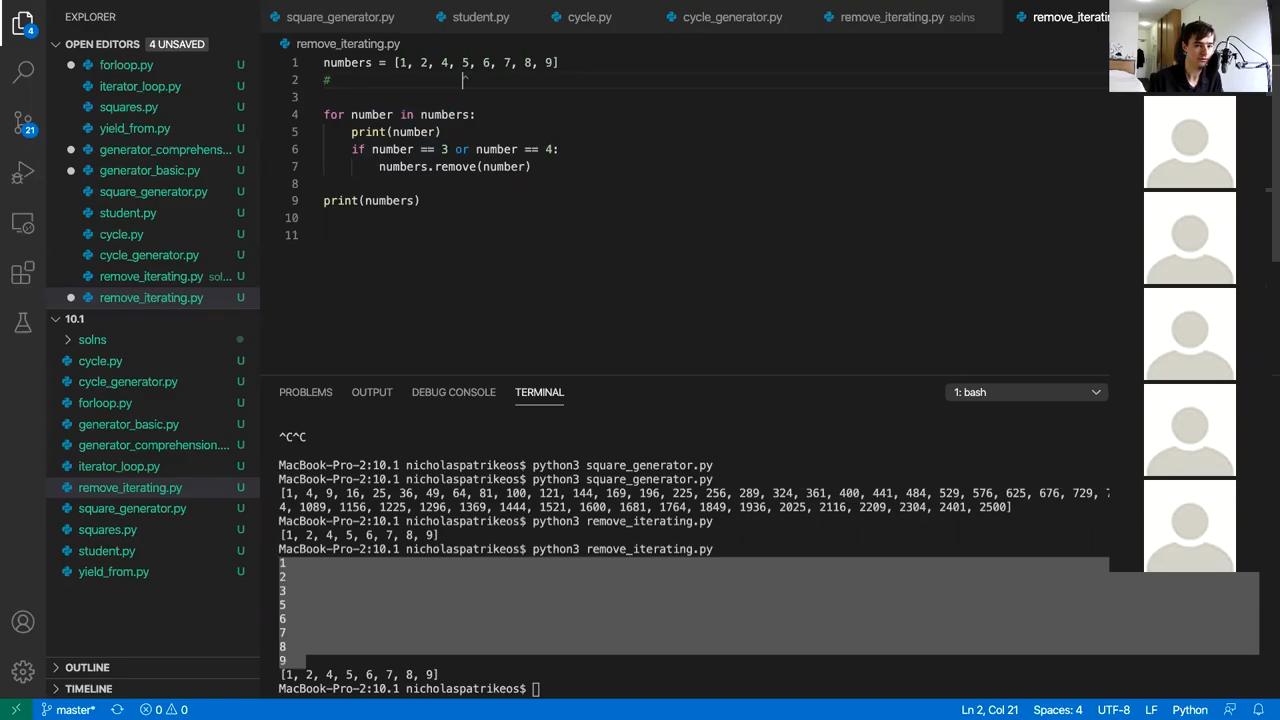 EXPLORER
OPEN EDITORS
4 UNSAVED
forloop.py U
iterator_loop.py U
squares.py U
yield_from.py U
generator_comprehens... U
generator_basic.py U
square_generator.py U
student.py U
cycle.py U
cycle_generator.py U
remove_iterating.py sol... U
remove_iterating.py U
10.1
solns
cycle.py U
cycle_generator.py U
forloop.py U
generator_basic.py U
generator_comprehension.... U
iterator_loop.py U
remove_iterating.py U
square_generator.py U
squares.py U
student.py U
yield_from.py U
OUTLINE
TIMELINE
4
21
square_generator.py
student.py
cycle.py
cycle_generator.py
remove_iterating.py solns
remove_iterating.py
1 numbers = [1, 2, 4, 5, 6, 7, 8, 9]
2 # ^
3
4 for number in numbers:
5 print(number)
6 if number == 3 or number == 4:
7 numbers.remove(number)
8
9 print(numbers)
10
11
PROBLEMS
OUTPUT
DEBUG CONSOLE
TERMINAL
1: bash
^C^C
MacBook-Pro-2:10.1 nicholaspatrikeos$ python3 square_generator.py
MacBook-Pro-2:10.1 nicholaspatrikeos$ python3 square_generator.py
[1, 4, 9, 16, 25, 36, 49, 64, 81, 100, 121, 144, 169, 196, 225, 256, 289, 324, 361, 400, 441, 484, 529, 576, 625, 676, 729, 7
4, 1089, 1156, 1225, 1296, 1369, 1444, 1521, 1600, 1681, 1764, 1849, 1936, 2025, 2116, 2209, 2304, 2401, 2500]
MacBook-Pro-2:10.1 nicholaspatrikeos$ python3 remove_iterating.py
[1, 2, 4, 5, 6, 7, 8, 9]
MacBook-Pro-2:10.1 nicholaspatrikeos$ python3 remove_iterating.py
1
2
3
5
6
7
8
9
[1, 2, 4, 5, 6, 7, 8, 9]
MacBook-Pro-2:10.1 nicholaspatrikeos$
master*
0
0
Ln 2, Col 21
Spaces: 4
UTF-8
LF
Python